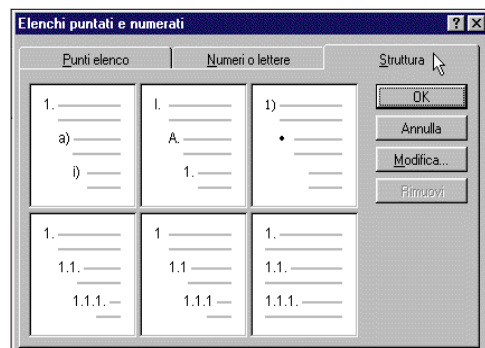 Elenchi puntati e numerati
Punti elenco Numeri o lettere Struttura
1. I. 1)
a) A. •
i) 1.
1. 1 1.
1.1. 1.1 1.1.
1.1.1. 1.1.1 1.1.1.
OK
Annulla
Modifica...
Rimuovi